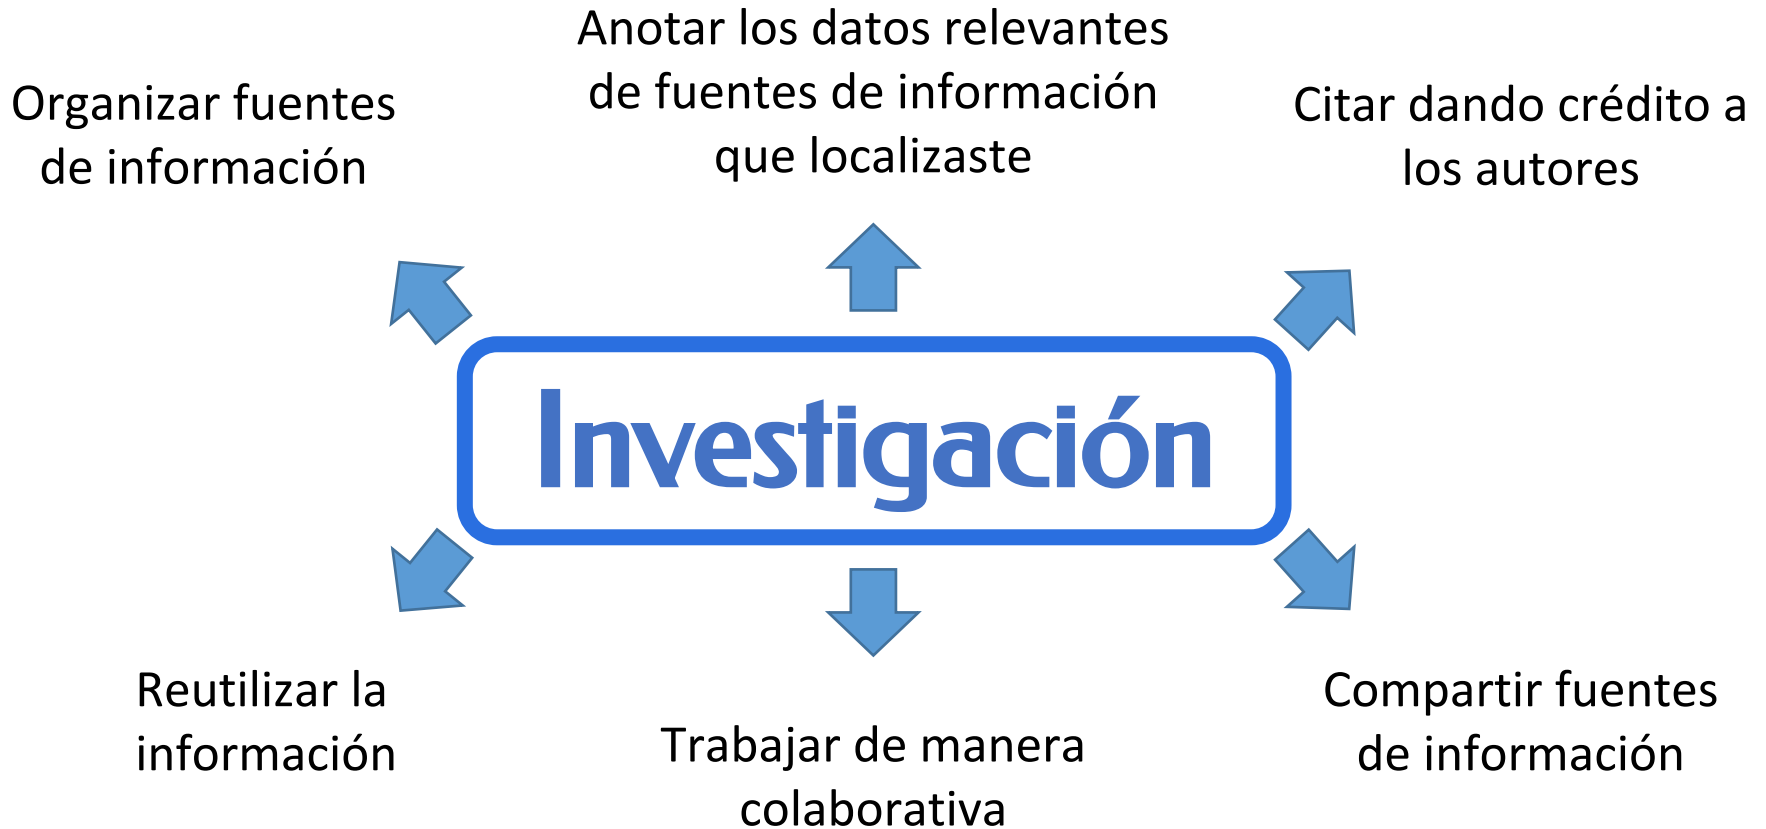 Organizar fuentes
de información
Anotar los datos relevantes
de fuentes de información
que localizaste
Citar dando crédito a
los autores
Investigación
Reutilizar la
información
Trabajar de manera
colaborativa
Compartir fuentes
de información